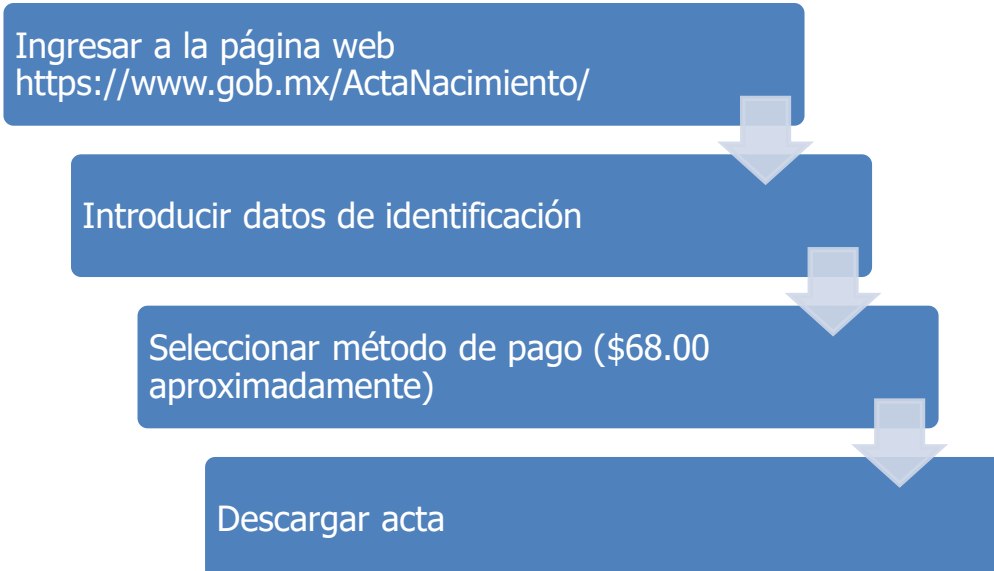 Ingresar a la página web
https://www.gob.mx/ActaNacimiento/
Introducir datos de identificación
Seleccionar método de pago ($68.00
aproximadamente)
Descargar acta